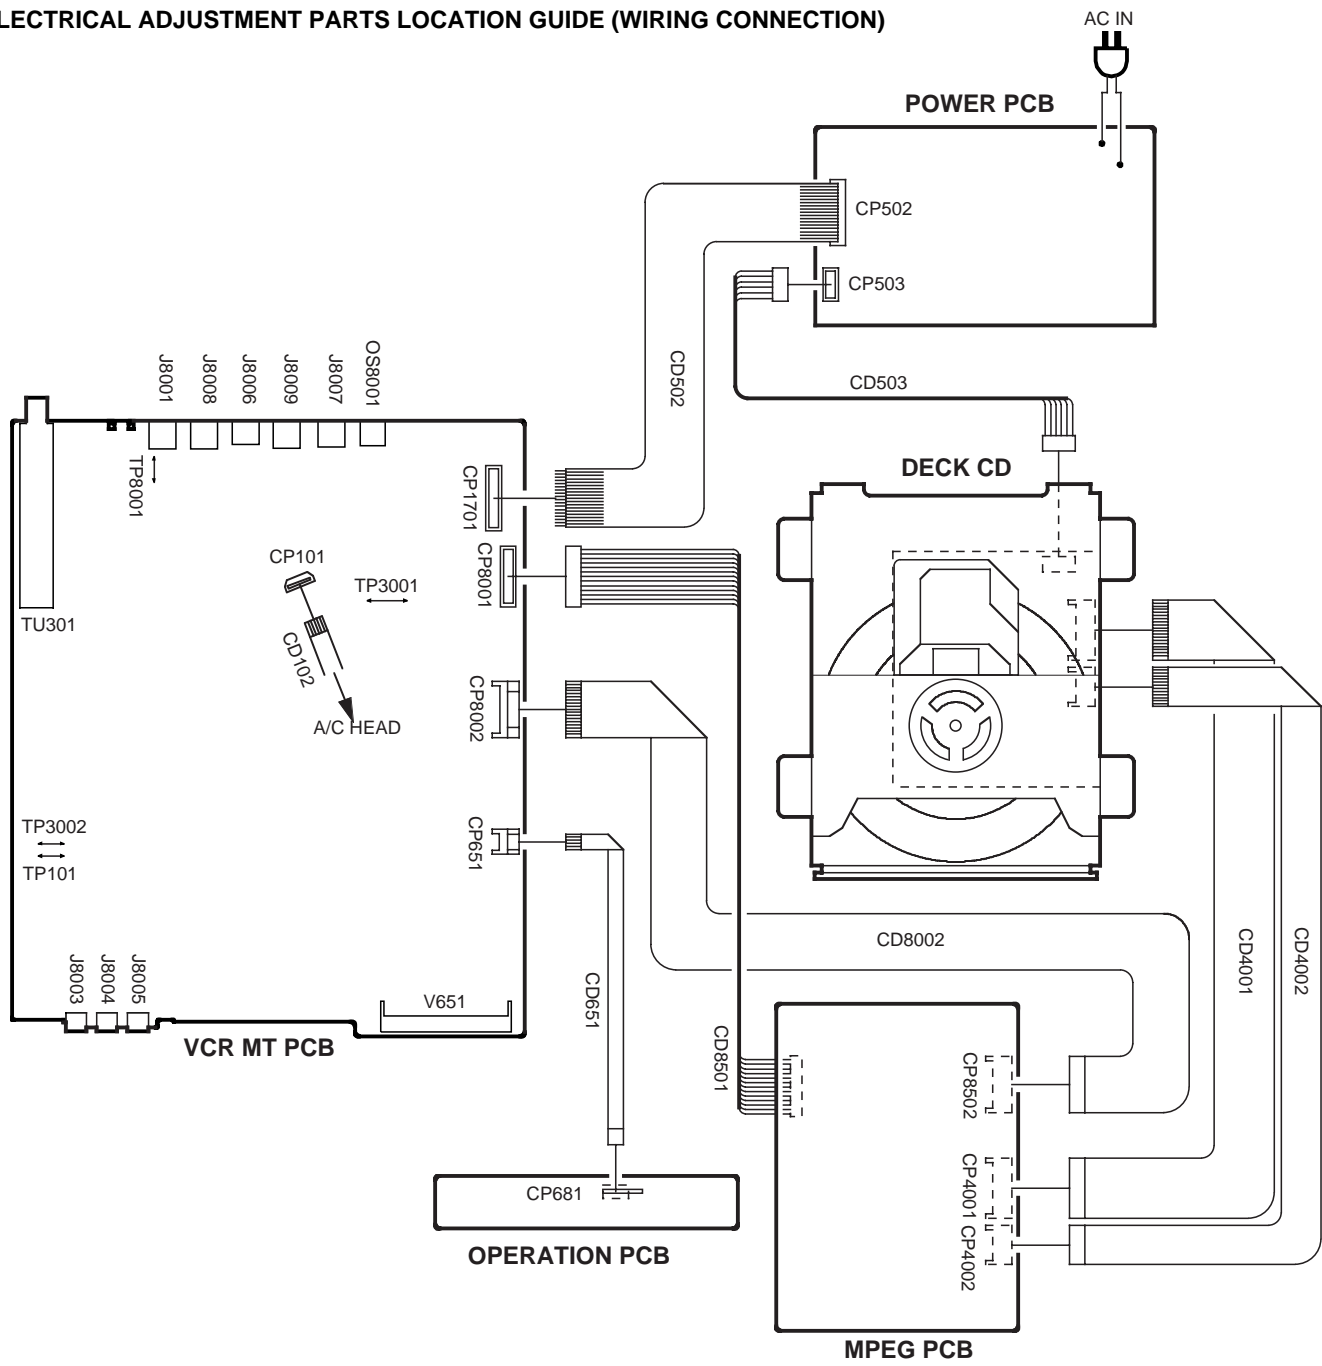 LECTRICAL ADJUSTMENT PARTS LOCATION GUIDE (WIRING CONNECTION)
AC IN
POWER PCB
CP502
CP503
CD502
CD503
J8001
J8008
J8006
J8009
J8007
OS8001
TP8001
CP1701
DECK CD
CP101
TP3001
CP8001
TU301
CD102
A/C HEAD
CP8002
TP3002
TP101
CP651
CD8002
CD4001
CD4002
J8003
J8004
J8005
V651
CD651
VCR MT PCB
CD8501
CP8502
CP4001
CP4002
CP681
OPERATION PCB
MPEG PCB